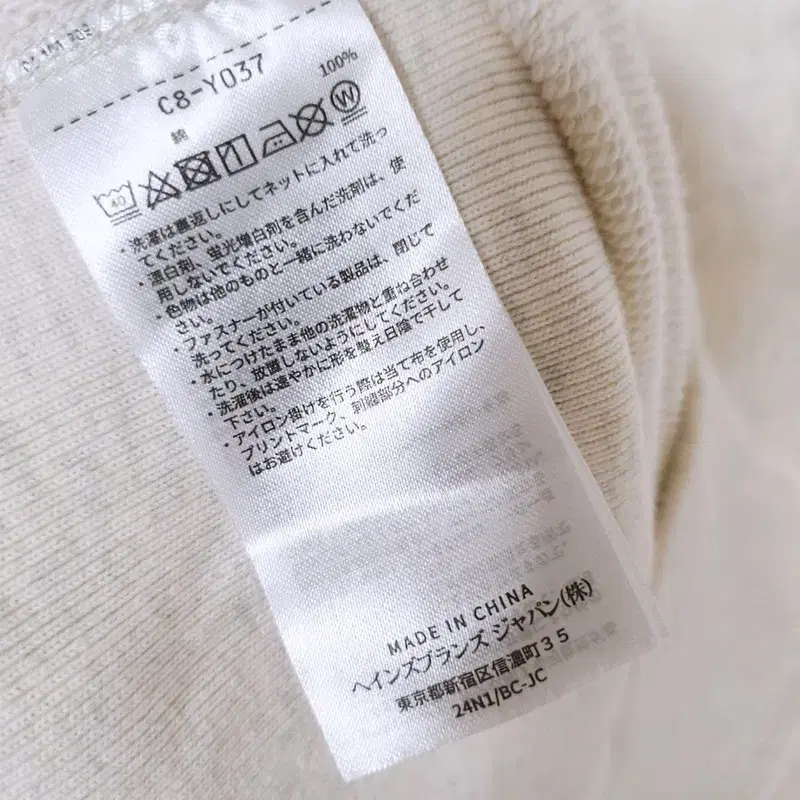 C8-Y037
綿 100%
40 W
・洗濯は裏返しにしてネットに入れて洗っ
てください。
・漂白剤、蛍光増白剤を含んだ洗剤は、使
用しないでください。
・色物は他のものと一緒に洗わないでくだ
さい。
・ファスナーが付いている製品は、閉じて
洗ってください。
・水につけたまま他の洗濯物と重ね合わせ
たり、放置しないようにしてください。
・洗濯後は速やかに形を整え日陰で干して
下さい。
・アイロン掛けを行う際は当て布を使用し、
プリントマーク、刺繍部分へのアイロン
はお避けください。
MADE IN CHINA
ヘインズブランズ ジャパン(株)
東京都新宿区信濃町35
24N1/BC-JC